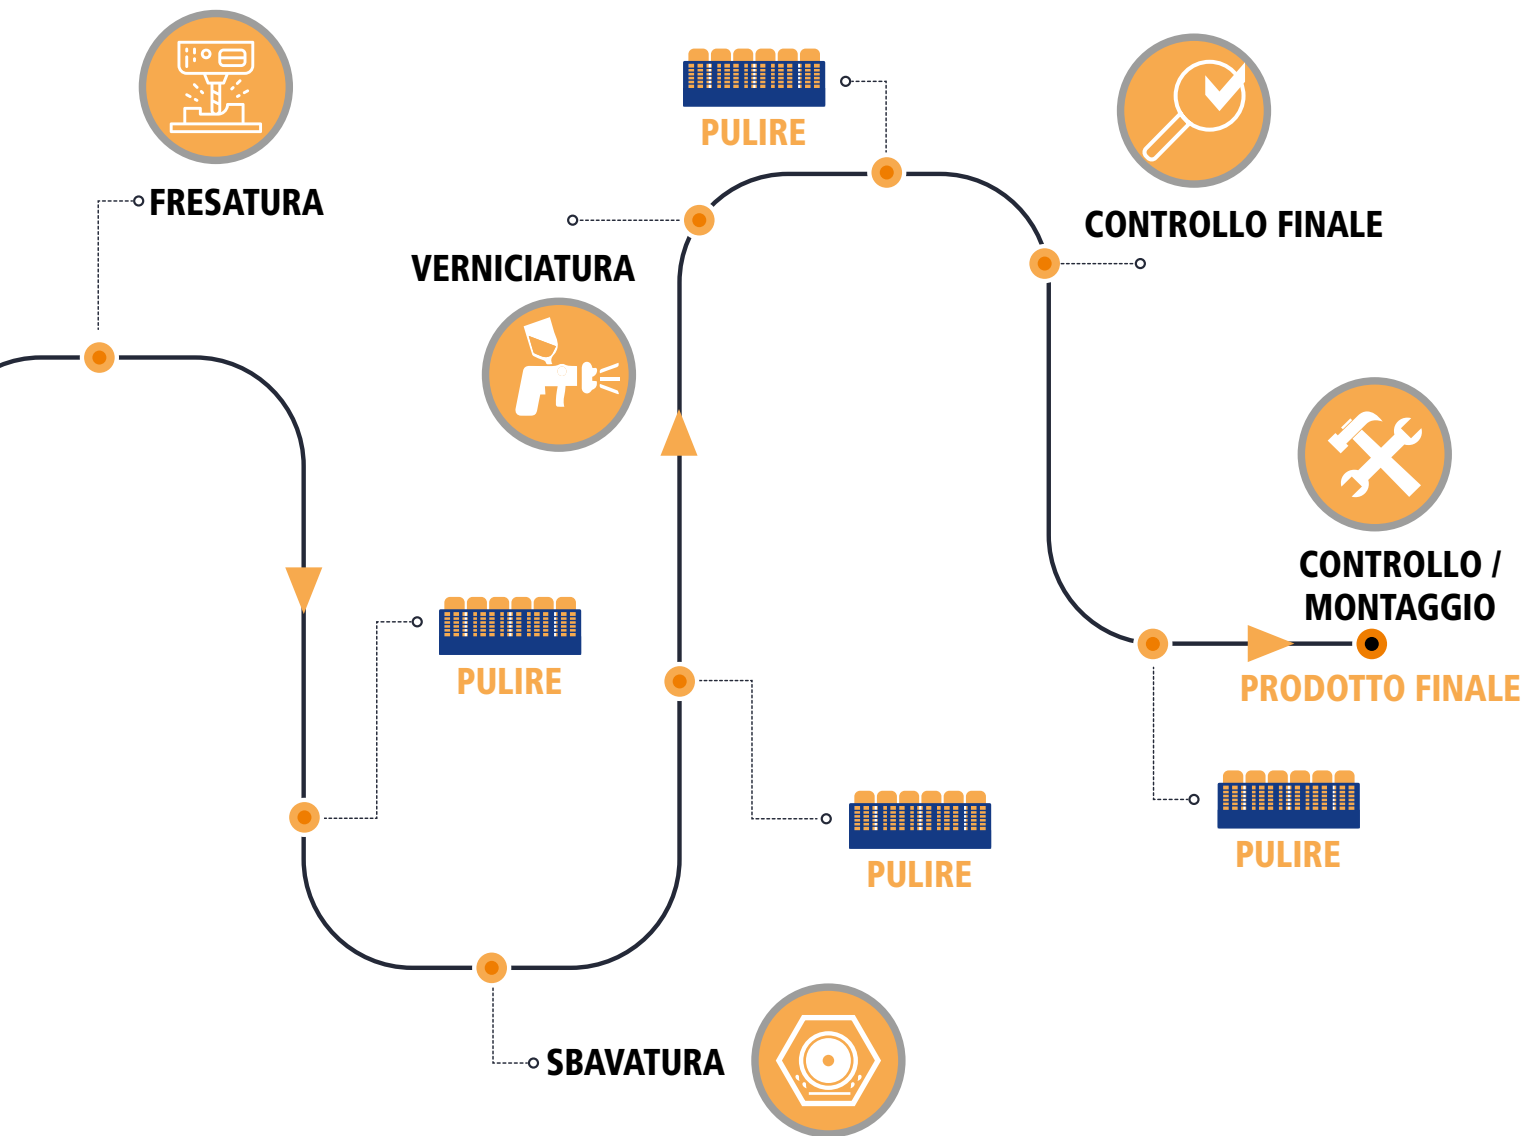 PULIRE
FRESATURA
CONTROLLO FINALE
VERNICIATURA
CONTROLLO /
MONTAGGIO
PULIRE
PRODOTTO FINALE
PULIRE
PULIRE
SBAVATURA